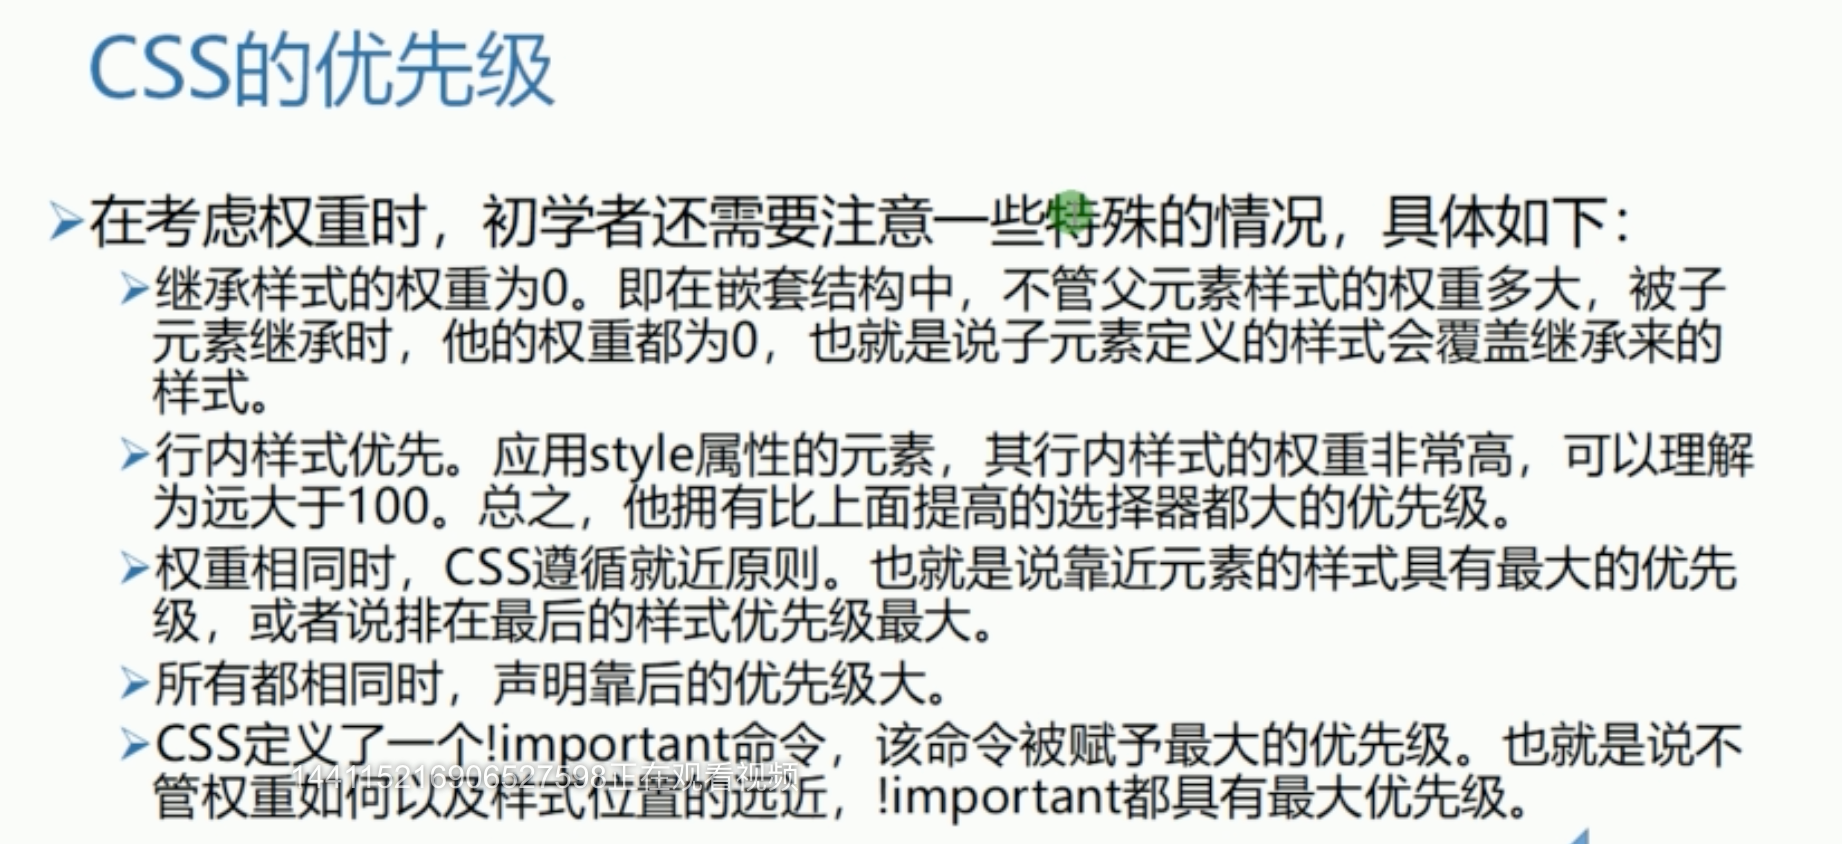 CSS的优先级
在考虑权重时，初学者还需要注意一些特殊的情况，具体如下：
继承样式的权重为0。即在嵌套结构中，不管父元素样式的权重多大，被子
元素继承时，他的权重都为0，也就是说子元素定义的样式会覆盖继承来的
样式。
行内样式优先。应用style属性的元素，其行内样式的权重非常高，可以理解
为远大于100。总之，他拥有比上面提高的选择器都大的优先级。
权重相同时，CSS遵循就近原则。也就是说靠近元素的样式具有最大的优先
级，或者说排在最后的样式优先级最大。
所有都相同时，声明靠后的优先级大。
CSS定义了一个!important命令，该命令被赋予最大的优先级。也就是说不
144115216906527598正在观看视频
管权重如何以及样式位置的远近，!important都具有最大优先级。